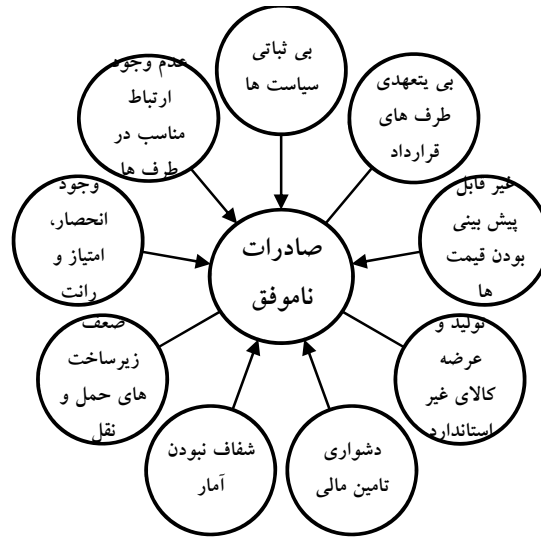 بی ثباتی
سیاست ها
بی یتعهدی
طرف های
قرارداد
غیر قابل
پیش بینی
بودن قیمت
ها
تولید و
عرضه
کالای غیر
استاندارد
دشواری
تامین مالی
شفاف نبودن
آمار
ضعف
زیرساخت
های حمل و
نقل
وجود
انحصار،
امتیاز و
رانت
عدم وجود
ارتباط
مناسب در
طرف ها
صادرات
ناموفق